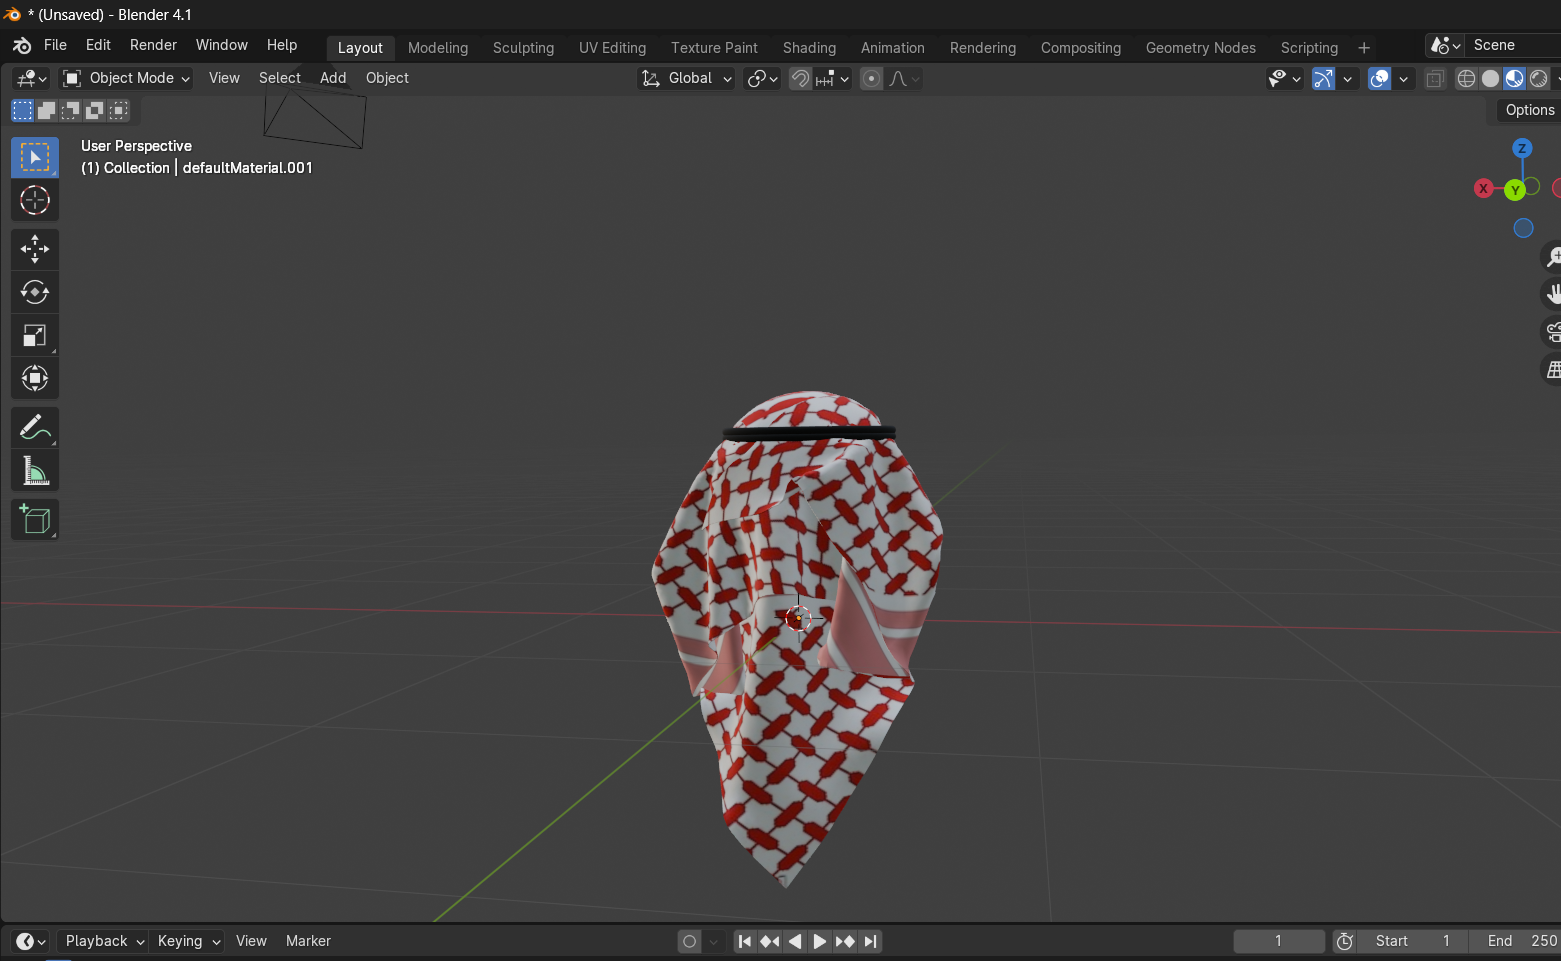 * (Unsaved) - Blender 4.1
File Edit Render Window Help Layout Modeling Sculpting UV Editing Texture Paint Shading Animation Rendering Compositing Geometry Nodes Scripting + Scene
Object Mode View Select Add Object Global
Options
User Perspective
(1) Collection | defaultMaterial.001
Z
X Y
Playback Keying View Marker 1 Start 1 End 250